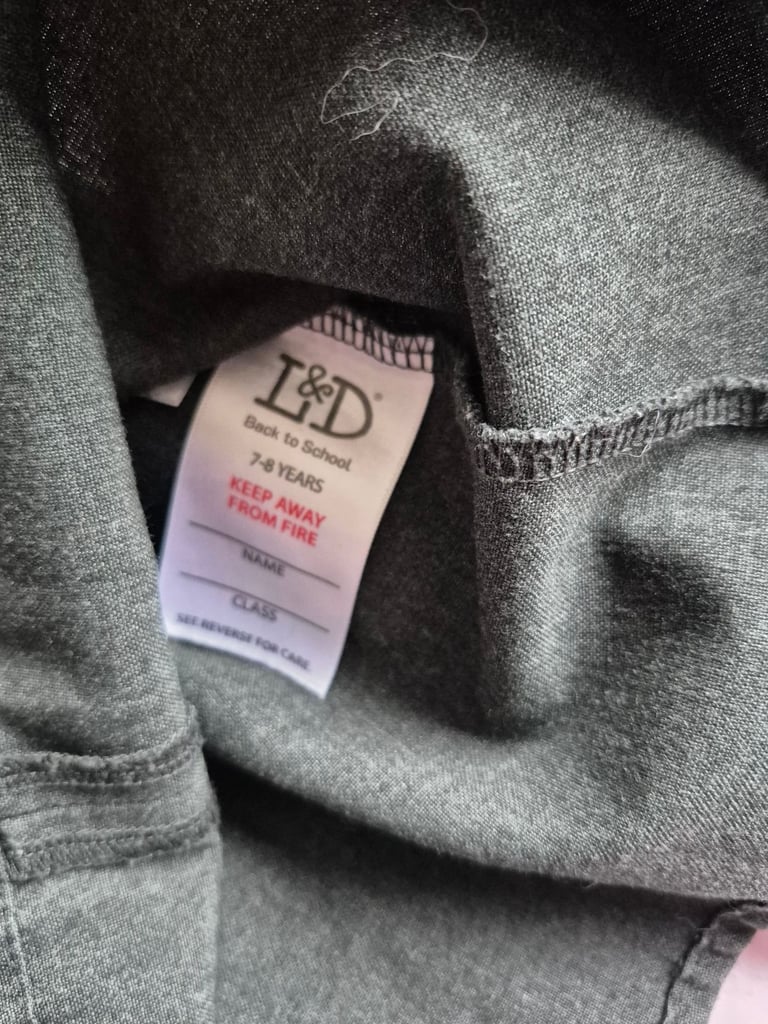 L&D®
Back to School
7-8 YEARS
KEEP AWAY
FROM FIRE
NAME
CLASS
SEE REVERSE FOR CARE